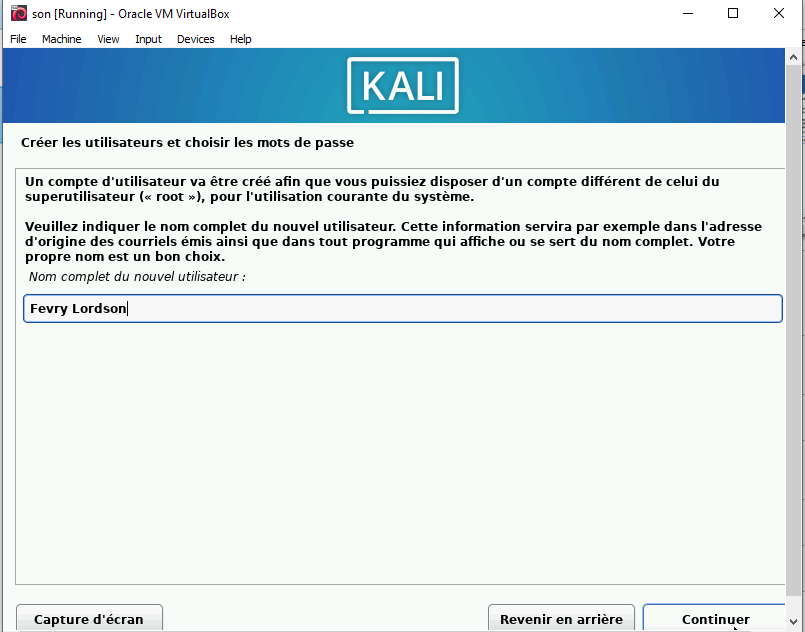 son [Running] - Oracle VM VirtualBox
File Machine View Input Devices Help
KALI
Créer les utilisateurs et choisir les mots de passe
Un compte d'utilisateur va être créé afin que vous puissiez disposer d'un compte différent de celui du
superutilisateur (« root »), pour l'utilisation courante du système.
Veuillez indiquer le nom complet du nouvel utilisateur. Cette information servira par exemple dans l'adresse
d'origine des courriels émis ainsi que dans tout programme qui affiche ou se sert du nom complet. Votre
propre nom est un bon choix.
Nom complet du nouvel utilisateur :
Fevry Lordson
Capture d'écran Revenir en arrière Continuer